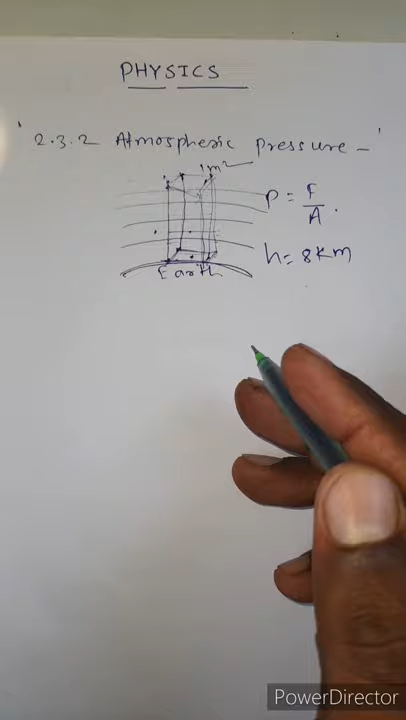 PHYSICS
2.3.2 Atmospheric Pressure -
1m²
P = F/A.
h = 8km
Earth
PowerDirector